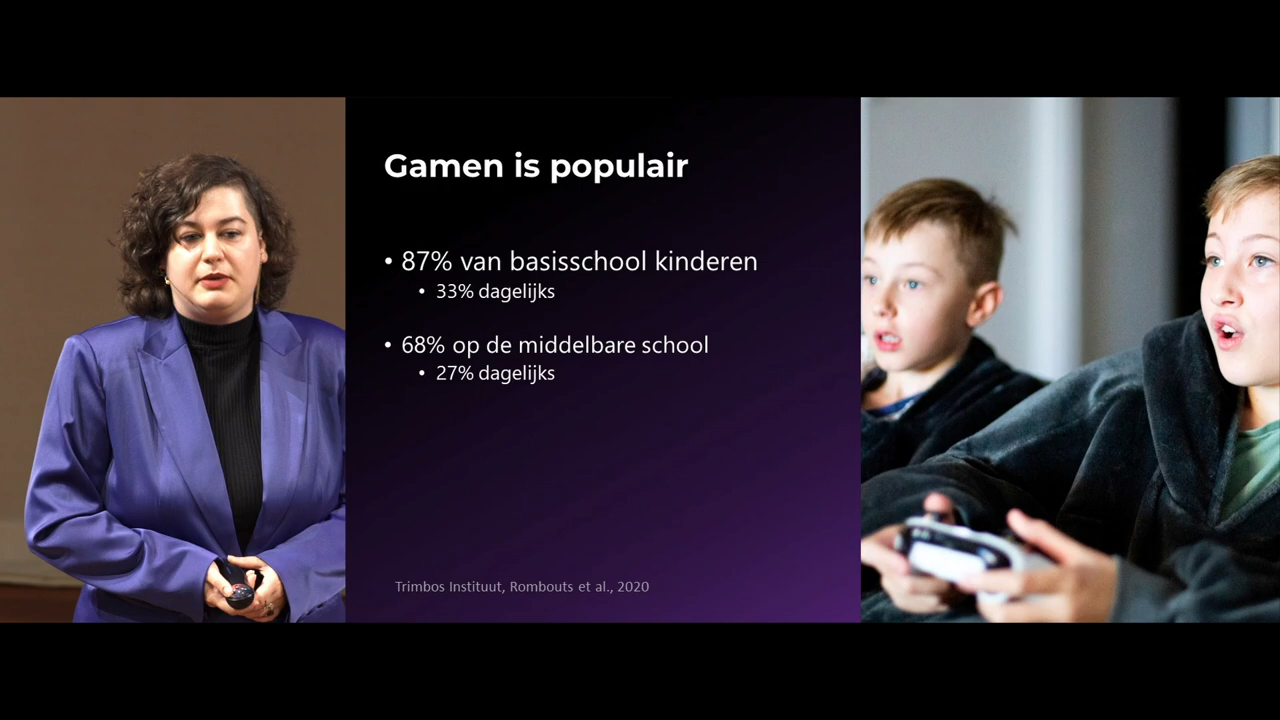 Gamen is populair
• 87% van basisschool kinderen
• 33% dagelijks
• 68% op de middelbare school
• 27% dagelijks
Trimbos Instituut, Rombouts et al., 2020